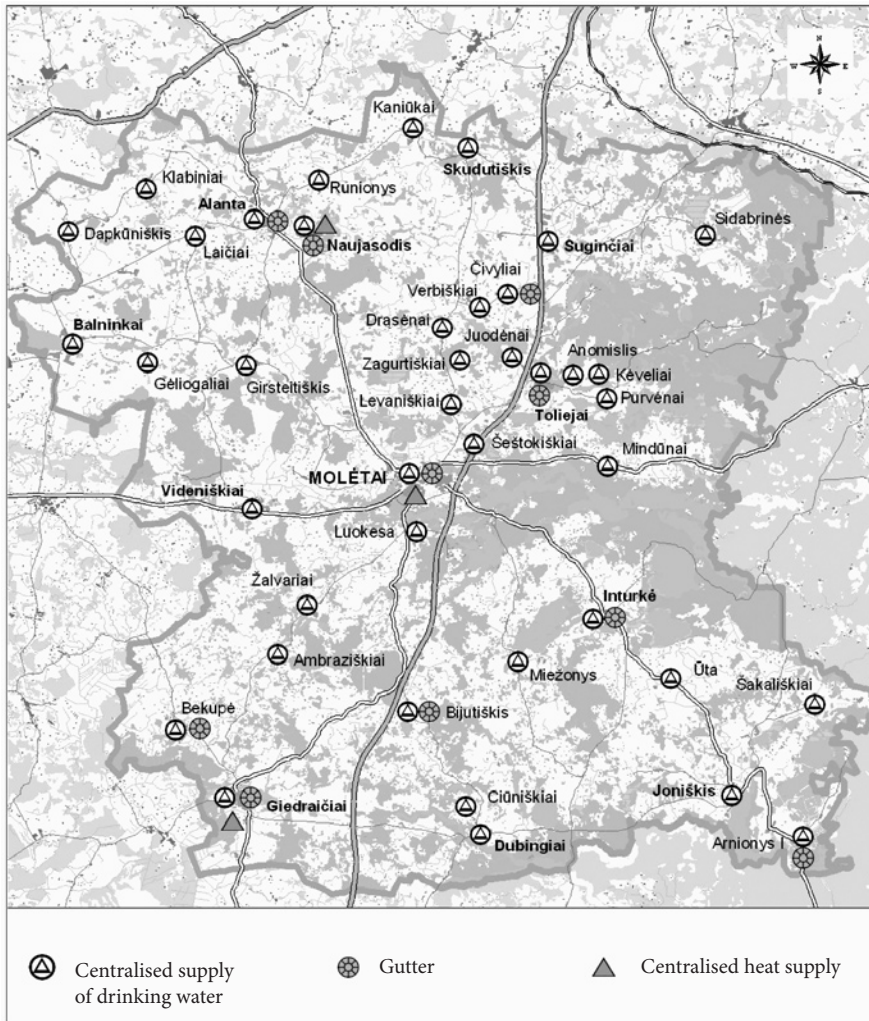 N
W E
S
Kaniūkai
Skudutiškis
Klabiniai
Runionys
Alanta
Dapkūniškis
Laičiai
Naujasodis
Suginčiai
Sidabrinės
Čivyliai
Verbiškiai
Drasėnai
Juodėnai
Balninkai
Gėliogaliai
Girsteitiškis
Zagurtiškiai
Anomislis
Kėveliai
Levaniškiai
Toliejai
Purvėnai
Šeštokiškiai
Mindūnai
MOLĖTAI
Videniškiai
Luokesa
Žalvariai
Inturkė
Ambraziškiai
Miežonys
Ūta
Sakališkiai
Bekupė
Bijutiškis
Giedraičiai
Čiūniškiai
Joniškis
Dubingiai
Arnionys I
Centralised supply
of drinking water
Gutter
Centralised heat supply